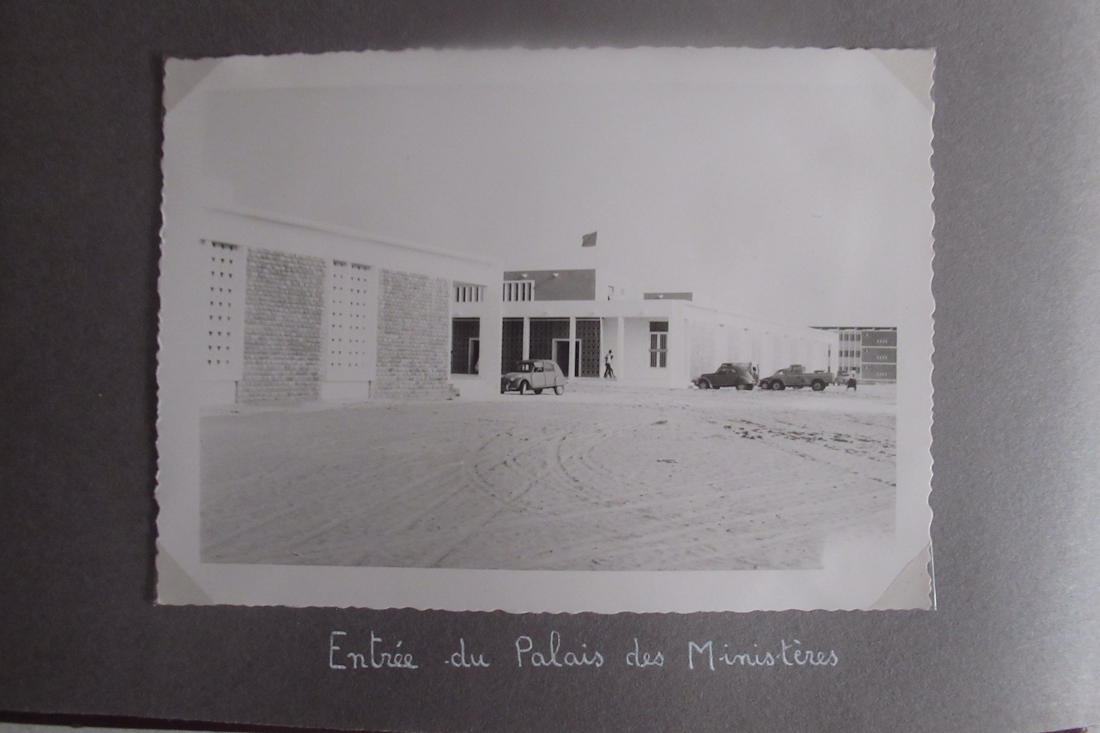 Entrée du Palais des Ministères